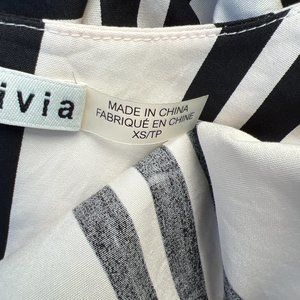 ivia
MADE IN CHINA
FABRIQUÉ EN CHINE
XS/TP